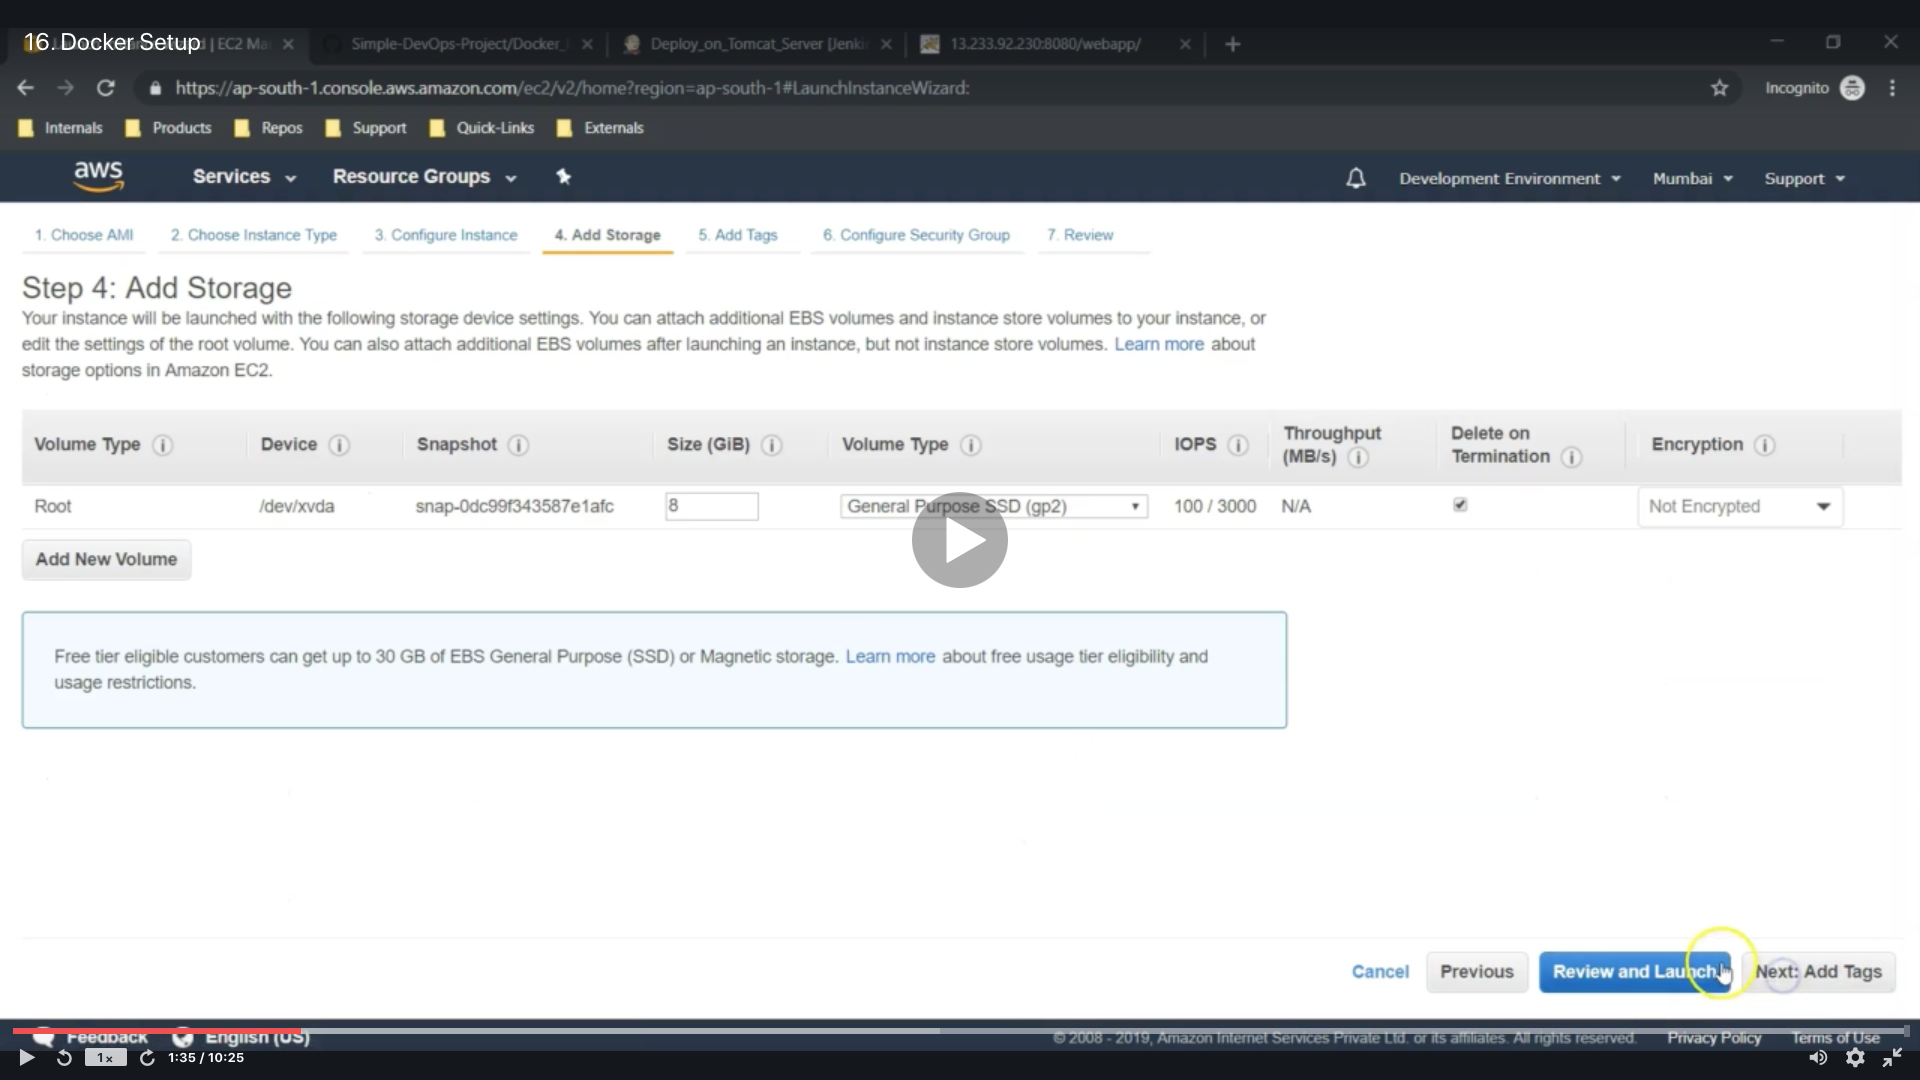 16. Docker Setup
EC2 Ma
Simple-DevOps-Project/Docker_
Deploy_on_Tomcat_Server [Jenki
13.233.92.230:8080/webapp/
https://ap-south-1.console.aws.amazon.com/ec2/v2/home?region=ap-south-1#LaunchInstanceWizard:
Incognito
Internals
Products
Repos
Support
Quick-Links
Externals
aws
Services
Resource Groups
Development Environment
Mumbai
Support
1. Choose AMI
2. Choose Instance Type
3. Configure Instance
4. Add Storage
5. Add Tags
6. Configure Security Group
7. Review
Step 4: Add Storage
Your instance will be launched with the following storage device settings. You can attach additional EBS volumes and instance store volumes to your instance, or
edit the settings of the root volume. You can also attach additional EBS volumes after launching an instance, but not instance store volumes. Learn more about
storage options in Amazon EC2.
Volume Type
Device
Snapshot
Size (GiB)
Volume Type
IOPS
Throughput
(MB/s)
Delete on
Termination
Encryption
Root
/dev/xvda
snap-0dc99f343587e1afc
8
General Purpose SSD (gp2)
100 / 3000
N/A
Not Encrypted
Add New Volume
Free tier eligible customers can get up to 30 GB of EBS General Purpose (SSD) or Magnetic storage. Learn more about free usage tier eligibility and
usage restrictions.
Cancel
Previous
Review and Launch
Next: Add Tags
Feedback
English (US)
© 2008 - 2019, Amazon Internet Services Private Ltd. or its affiliates. All rights reserved.
Privacy Policy
Terms of Use
1x
1:35 / 10:25